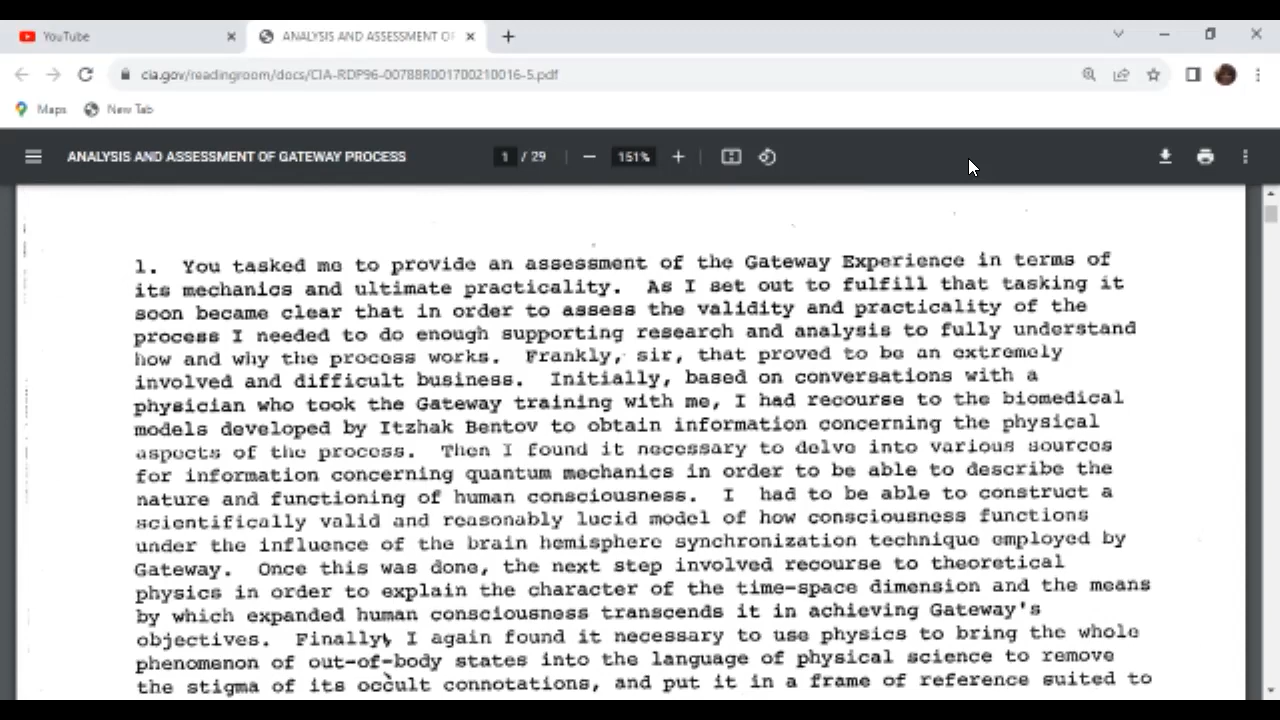 YouTube
ANALYSIS AND ASSESSMENT OF
cia.gov/readingroom/docs/CIA-RDP96-00788R001700210016-5.pdf
Maps New Tab
ANALYSIS AND ASSESSMENT OF GATEWAY PROCESS 1 / 29 151%
1. You tasked me to provide an assessment of the Gateway Experience in terms of
its mechanics and ultimate practicality. As I set out to fulfill that tasking it
soon became clear that in order to assess the validity and practicality of the
process I needed to do enough supporting research and analysis to fully understand
how and why the process works. Frankly, sir, that proved to be an extremely
involved and difficult business. Initially, based on conversations with a
physician who took the Gateway training with me, I had recourse to the biomedical
models developed by Itzhak Bentov to obtain information concerning the physical
aspects of the process. Then I found it necessary to delve into various sources
for information concerning quantum mechanics in order to be able to describe the
nature and functioning of human consciousness. I had to be able to construct a
scientifically valid and reasonably lucid model of how consciousness functions
under the influence of the brain hemisphere synchronization technique employed by
Gateway. Once this was done, the next step involved recourse to theoretical
physics in order to explain the character of the time-space dimension and the means
by which expanded human consciousness transcends it in achieving Gateway's
objectives. Finally, I again found it necessary to use physics to bring the whole
phenomenon of out-of-body states into the language of physical science to remove
the stigma of its occult connotations, and put it in a frame of reference suited to